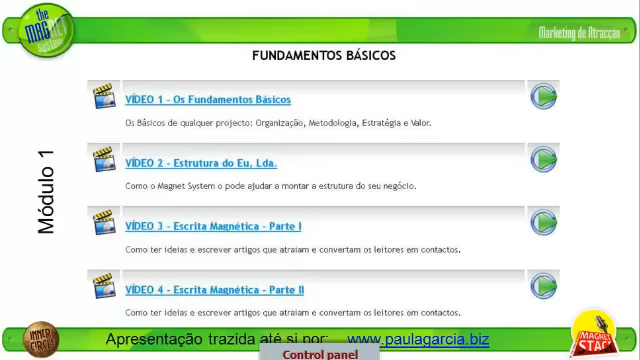 the
MAGNET
system
Marketing de Atracção
FUNDAMENTOS BÁSICOS
Módulo 1
VÍDEO 1 - Os Fundamentos Básicos
Os Básicos de qualquer projecto: Organização, Metodologia, Estratégia e Valor.
VÍDEO 2 - Estrutura do Eu, Lda.
Como o Magnet System o pode ajudar a montar a estrutura do seu negócio.
VÍDEO 3 - Escrita Magnética - Parte I
Como ter ideias e escrever artigos que atraiam e convertam os leitores em contactos.
VÍDEO 4 - Escrita Magnética - Parte II
Como ter ideias e escrever artigos que atraiam e convertam os leitores em contactos.
INNER
CIRCLE
Apresentação trazida até si por: www.paulagarcia.biz
MAGNET
STAR
Control panel